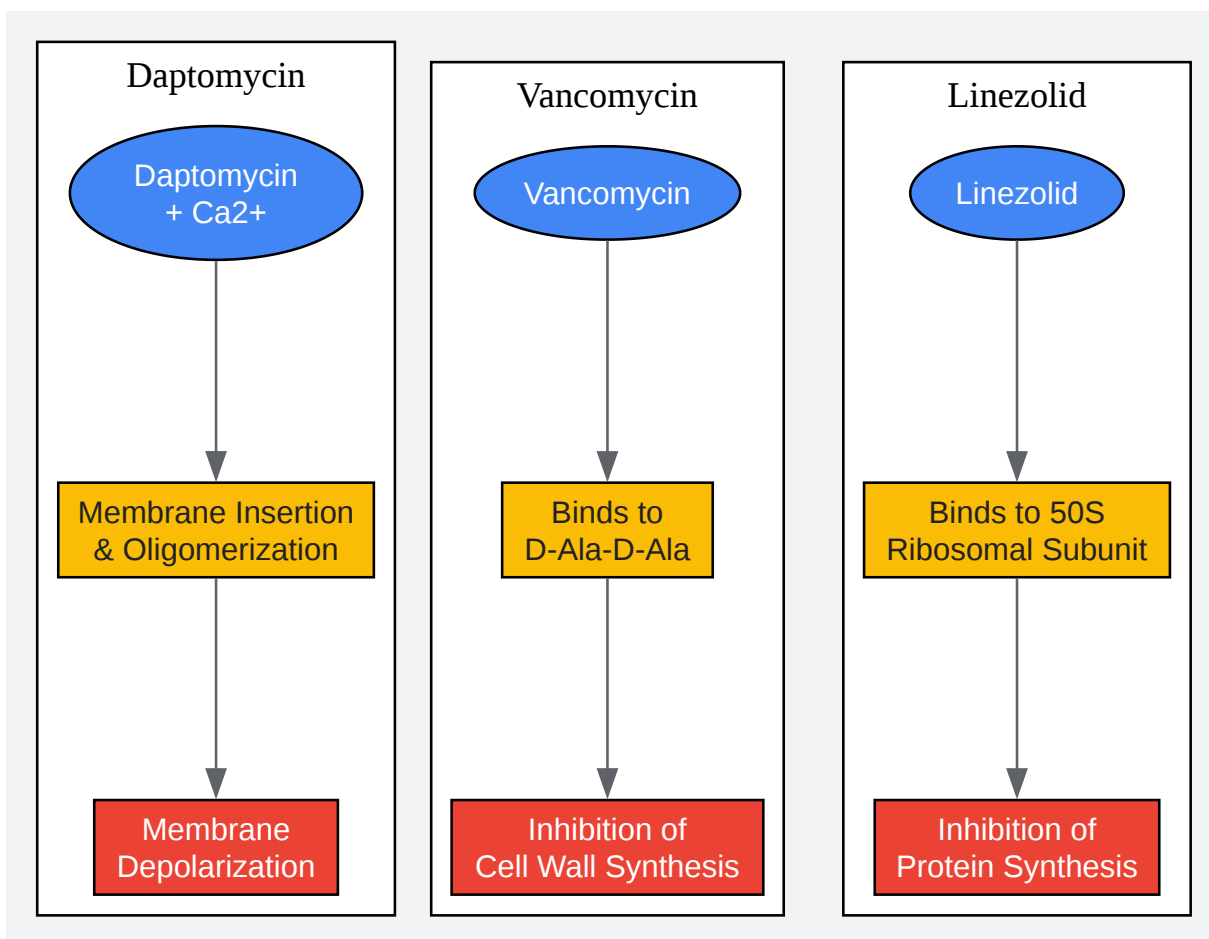 Daptomycin
Daptomycin
+ Ca2+
Membrane Insertion
& Oligomerization
Membrane
Depolarization
Vancomycin
Vancomycin
Binds to
D-Ala-D-Ala
Inhibition of
Cell Wall Synthesis
Linezolid
Linezolid
Binds to 50S
Ribosomal Subunit
Inhibition of
Protein Synthesis